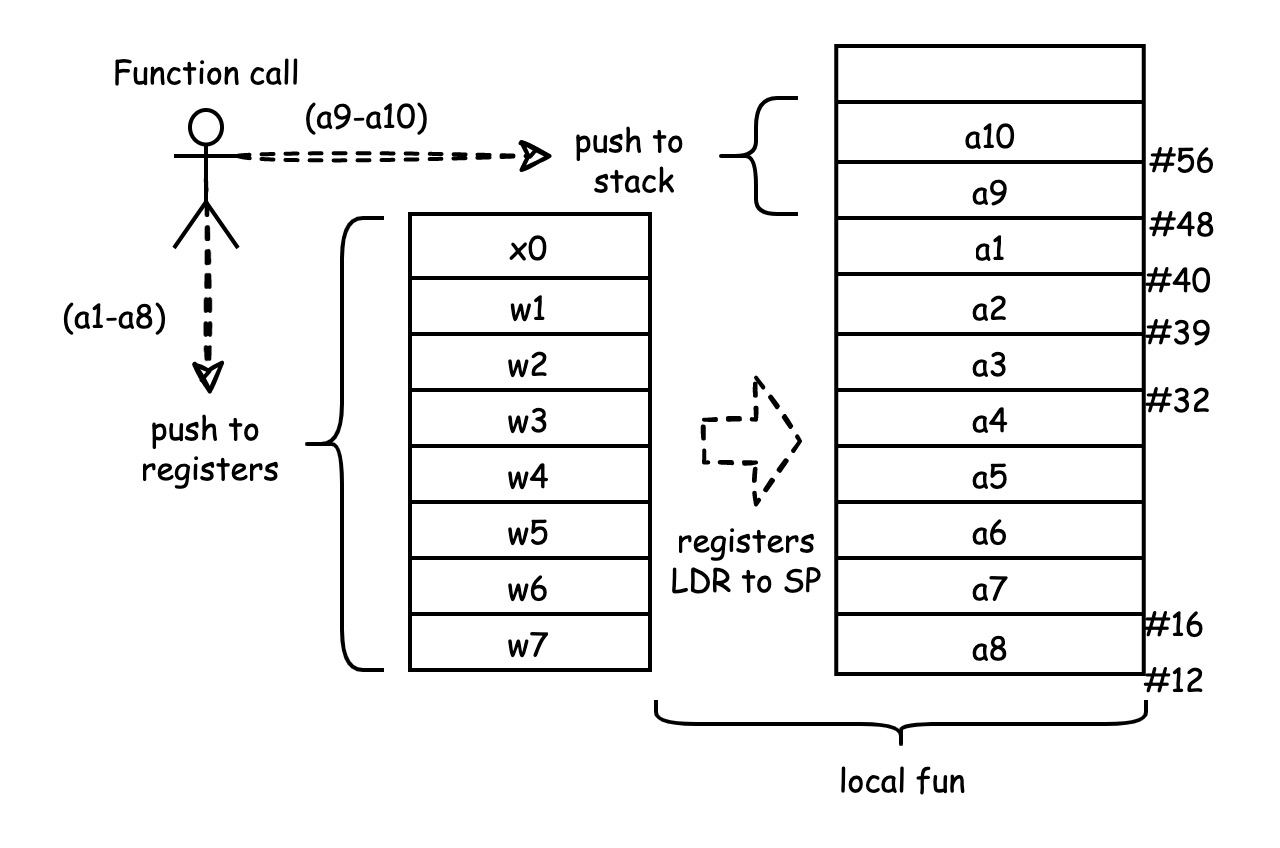 Function call
(a9-a10)
push to
stack
(a1-a8)
push to
registers
x0
w1
w2
w3
w4
w5
w6
w7
registers
LDR to SP
a10
#56
a9
#48
a1
#40
a2
#39
a3
#32
a4
a5
a6
a7
#16
a8
#12
local fun